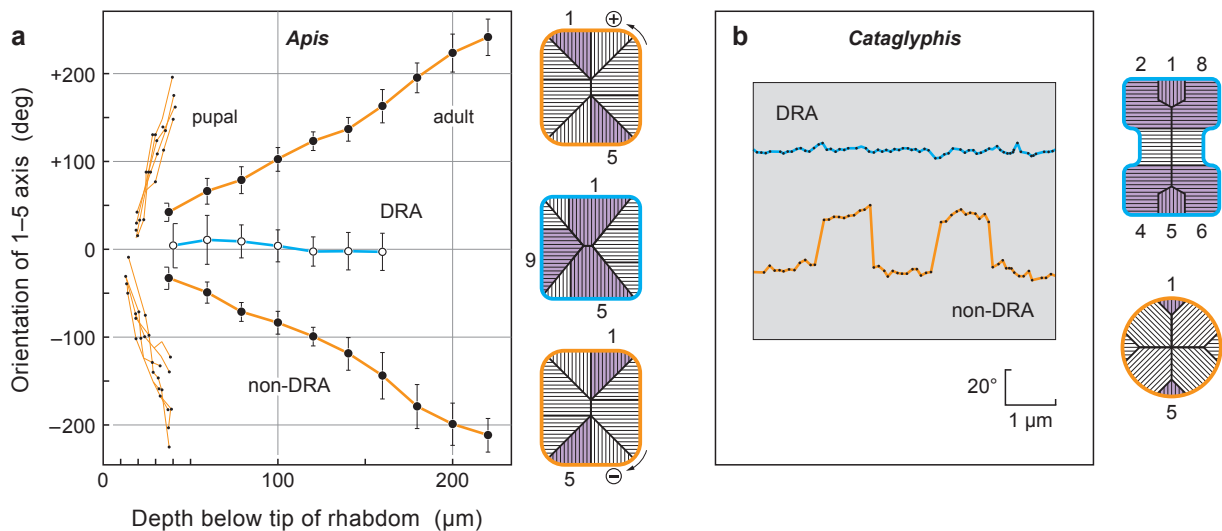 a
Apis
Orientation of 1–5 axis (deg)
+200
+100
0
−100
−200
pupal
adult
DRA
non-DRA
0
100
200
Depth below tip of rhabdom (µm)
1
+
5
1
9
5
1
5
−
b
Cataglyphis
DRA
non-DRA
20°
1 µm
2 1 8
4 5 6
1
5